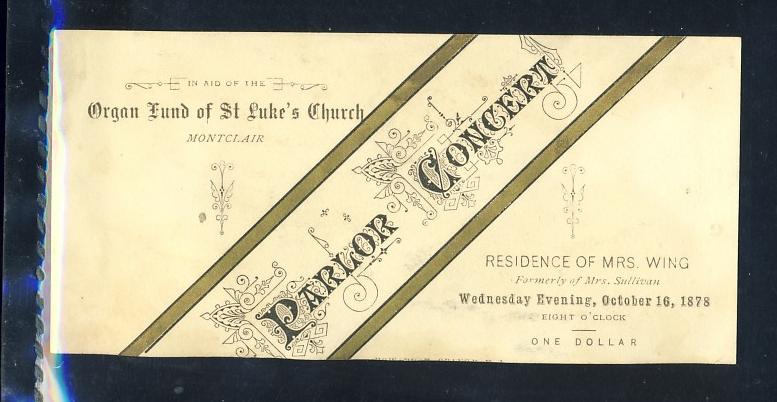 IN AID OF THE
Organ Fund of St Luke's Church
MONTCLAIR
PARLOR CONCERT
RESIDENCE OF MRS. WING
Formerly of Mrs. Sullivan
Wednesday Evening, October 16, 1878
EIGHT O'CLOCK
ONE DOLLAR